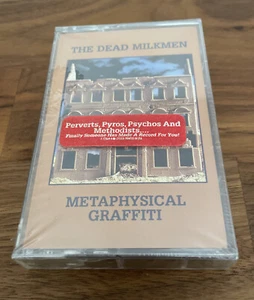 THE DEAD MILKMEN
Perverts, Pyros, Psychos And
Methodists....
Finally Someone Has Made A Record For You!
METAPHYSICAL
GRAFFITI